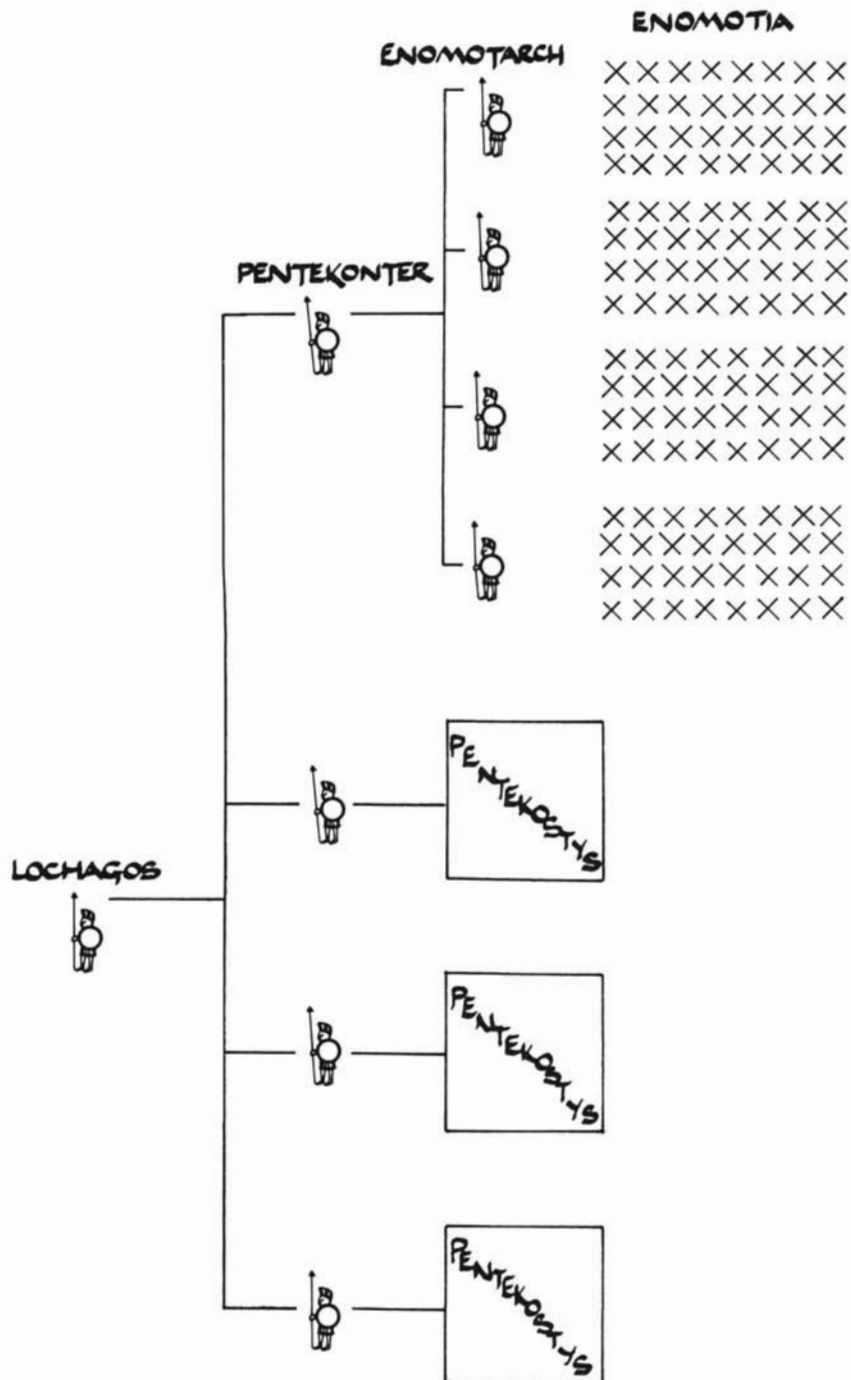 ENOMOTIA
ENOMOTARCH
PENTEKONTER
PENTEKOSTYS
LOCHAGOS
PENTEKOSTYS
PENTEKOSTYS